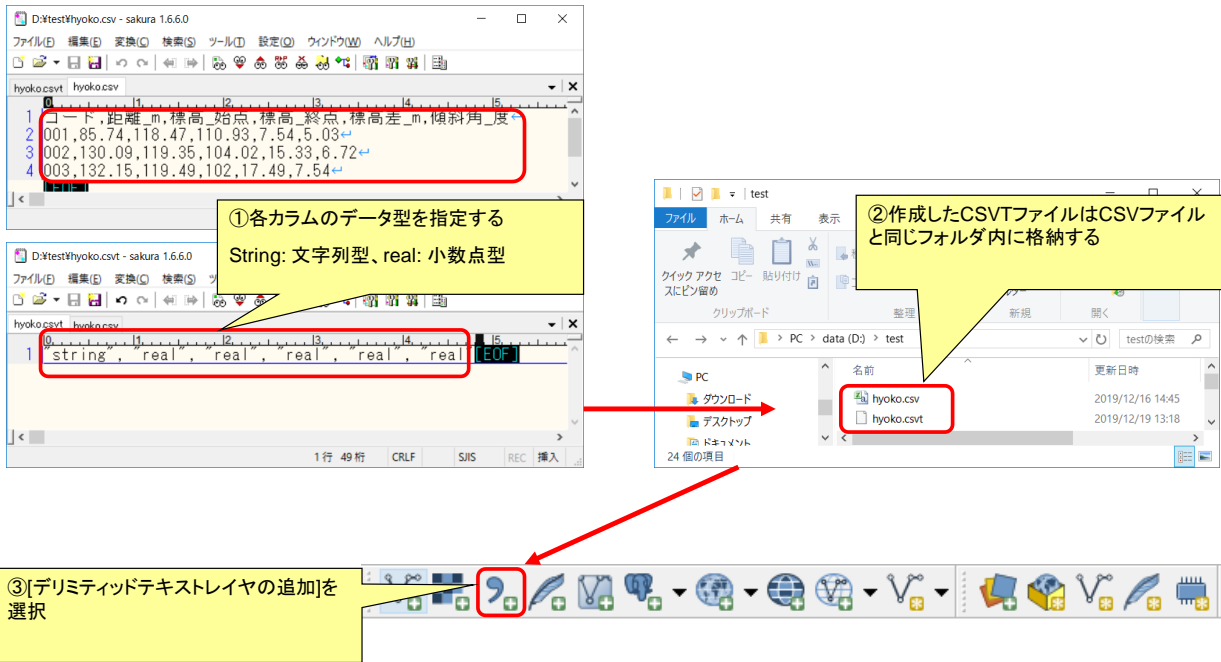 D:¥test¥hyoko.csv - sakura 1.6.6.0
ファイル(F) 編集(E) 変換(C) 検索(S) ツール(T) 設定(O) ウィンドウ(W) ヘルプ(H)
hyoko.csvt hyoko.csv
0 1 2 3 4 5
1 コード,距離_m,標高_始点,標高_終点,標高差_m,傾斜角_度
2 001,85.74,118.47,110.93,7.54,5.03
3 002,130.09,119.35,104.02,15.33,6.72
4 003,132.15,119.49,102,17.49,7.54
[EOF]
①各カラムのデータ型を指定する
String: 文字列型、real: 小数点型
D:¥test¥hyoko.csvt - sakura 1.6.6.0
ファイル(F) 編集(E) 変換(C) 検索(S)
hyoko.csvt hyoko.csv
0 1 2 3 4 5
1 "string", "real", "real", "real", "real", "real"[EOF]
1 行 49 桁 CRLF SJIS REC 挿入
test
ファイル ホーム 共有 表示
②作成したCSVTファイルはCSVファイル
と同じフォルダ内に格納する
クイック アクセ
スにピン留め
コピー 貼り付け
クリップボード 整理 新規 開く
PC > data (D:) > test
testの検索
名前 更新日時
PC
ダウンロード
デスクトップ
ドキュメント
hyoko.csv 2019/12/16 14:45
hyoko.csvt 2019/12/19 13:18
24 個の項目
③[デリミティッドテキストレイヤの追加]を
選択